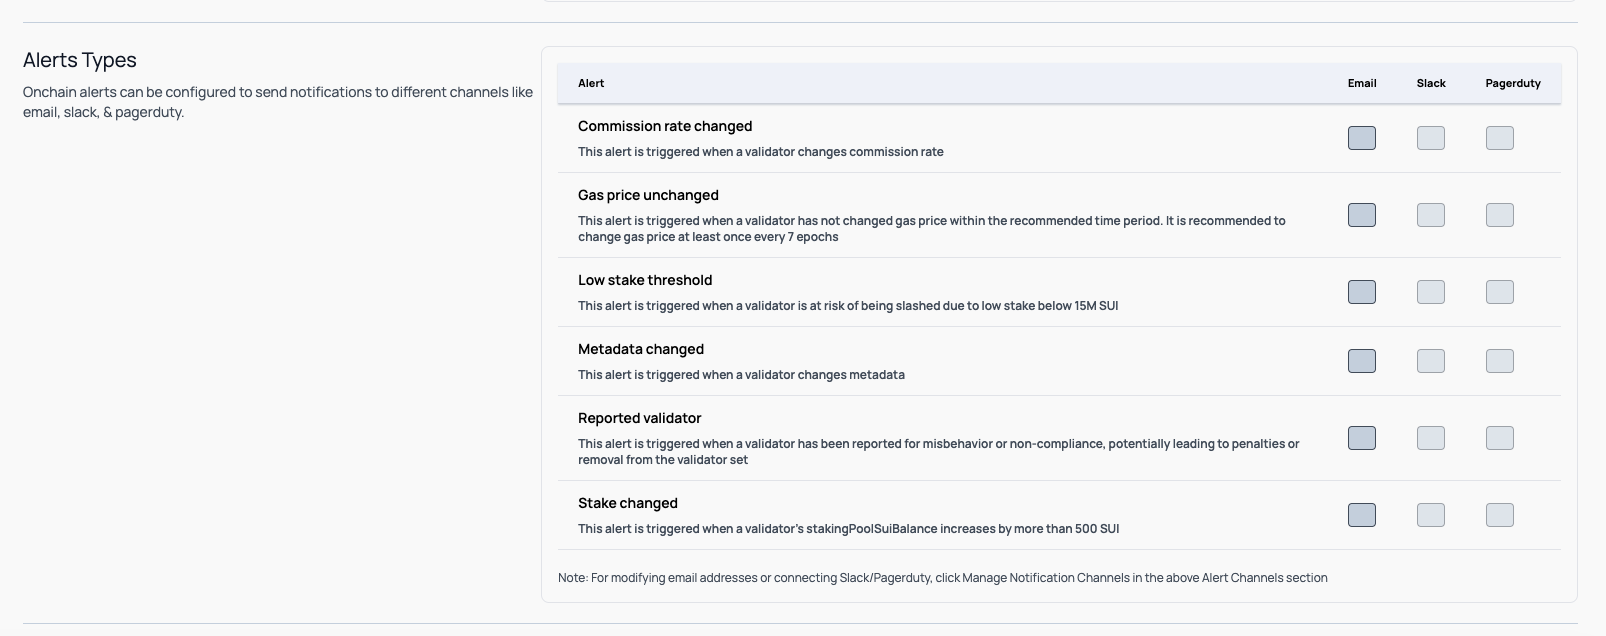 Alerts Types
Onchain alerts can be configured to send notifications to different channels like
email, slack, & pagerduty.
Alert Email Slack Pagerduty
Commission rate changed
This alert is triggered when a validator changes commission rate
Gas price unchanged
This alert is triggered when a validator has not changed gas price within the recommended time period. It is recommended to
change gas price at least once every 7 epochs
Low stake threshold
This alert is triggered when a validator is at risk of being slashed due to low stake below 15M SUI
Metadata changed
This alert is triggered when a validator changes metadata
Reported validator
This alert is triggered when a validator has been reported for misbehavior or non-compliance, potentially leading to penalties or
removal from the validator set
Stake changed
This alert is triggered when a validator's stakingPoolSuiBalance increases by more than 500 SUI
Note: For modifying email addresses or connecting Slack/Pagerduty, click Manage Notification Channels in the above Alert Channels section